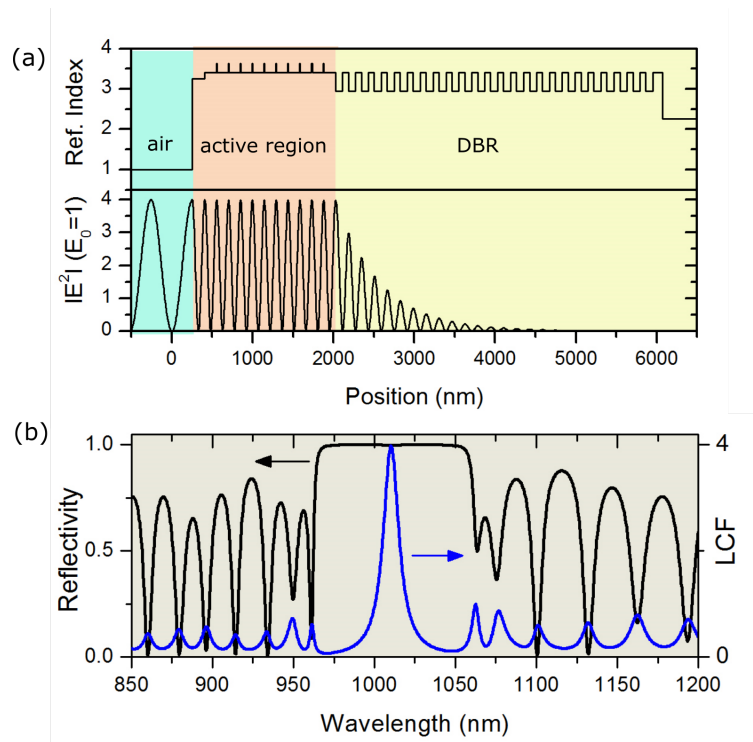 (a)
Ref. Index
4
3
2
1
air
active region
DBR
|E²| (E₀=1)
4
3
2
1
0
0
1000
2000
3000
4000
5000
6000
Position (nm)
(b)
Reflectivity
1.0
0.5
0.0
4
2
0
LCF
850
900
950
1000
1050
1100
1150
1200
Wavelength (nm)